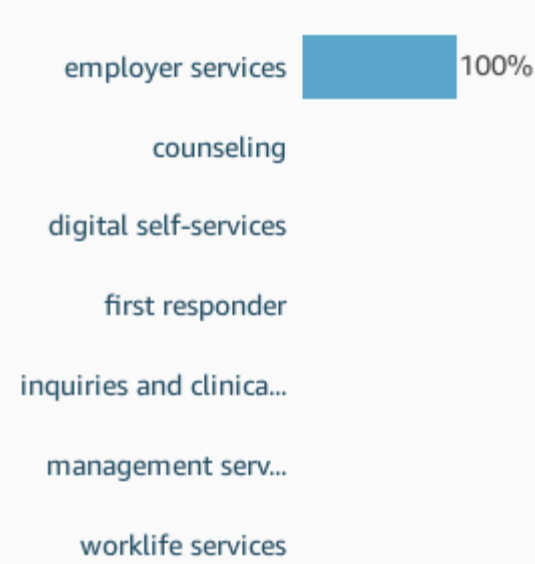 employer services 100%
counseling
digital self-services
first responder
inquiries and clinica...
management serv...
worklife services